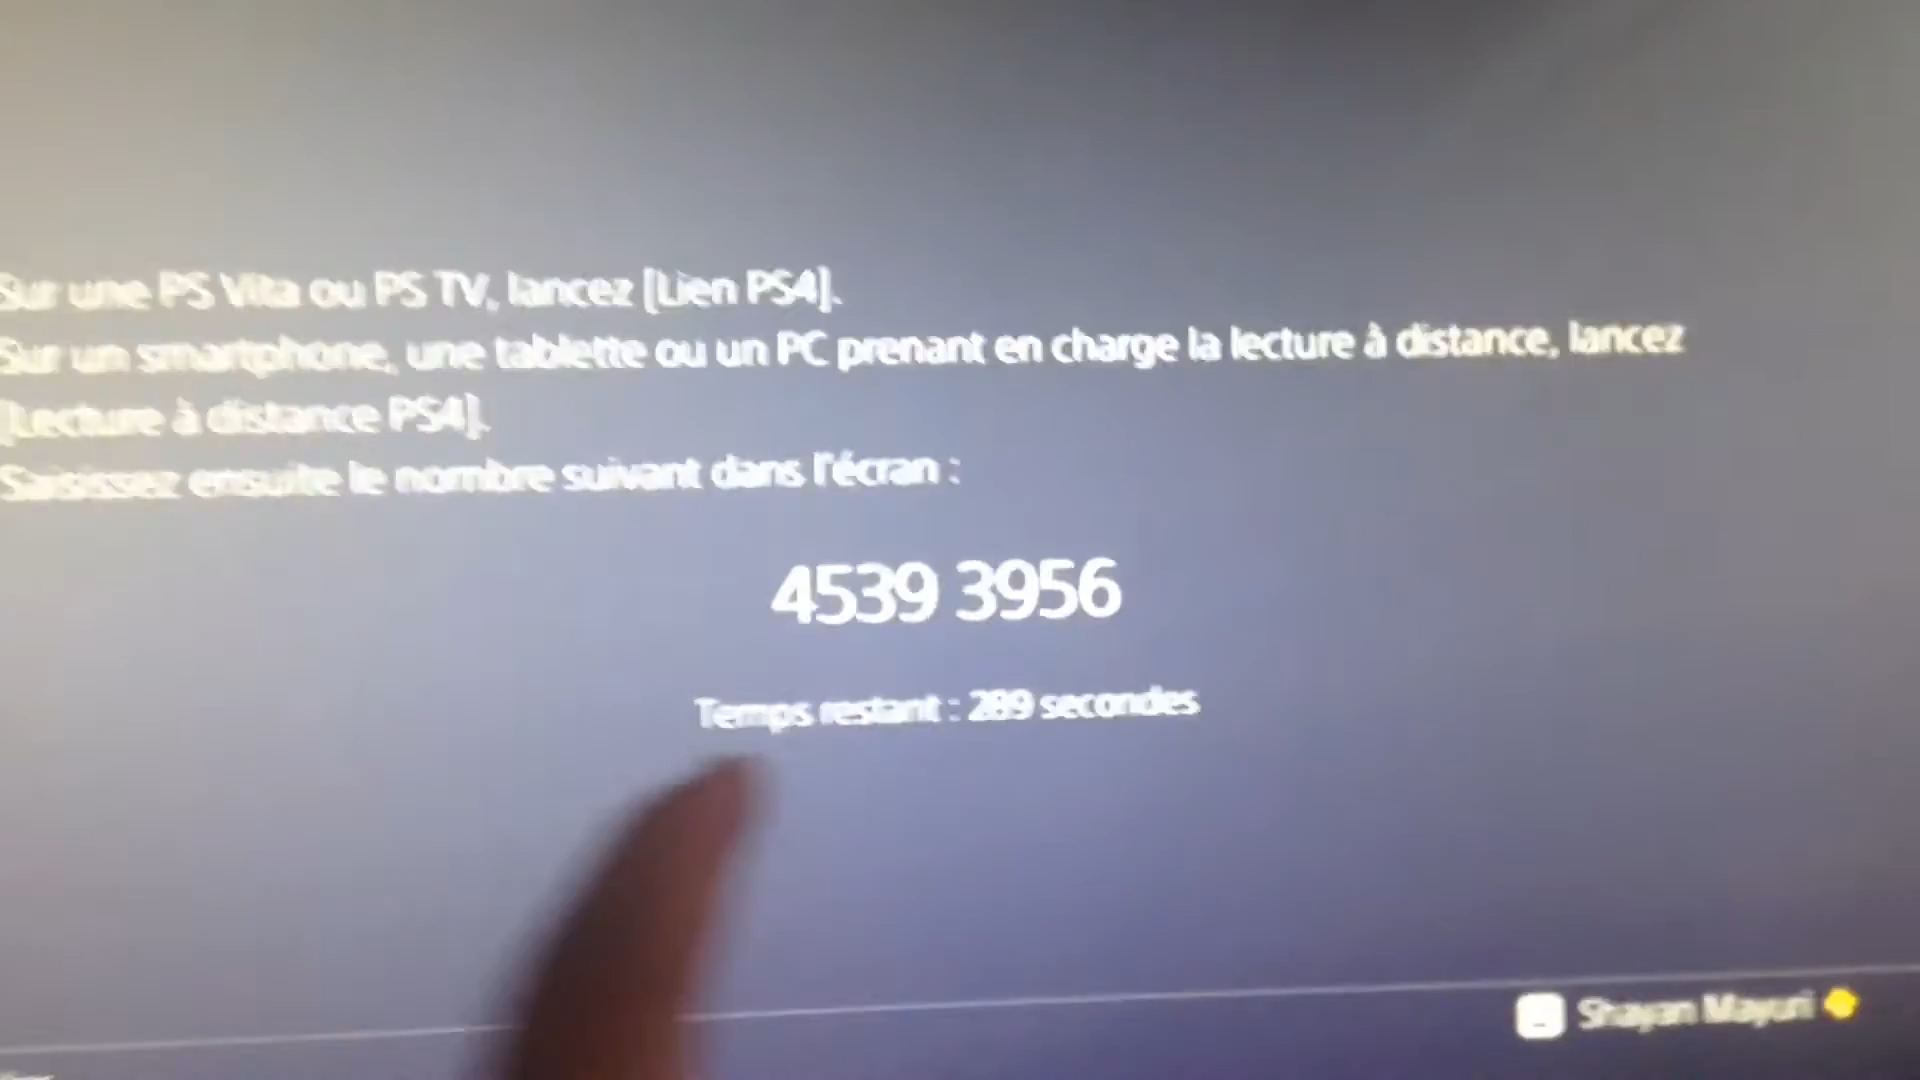 Sur une PS Vita ou PS TV, lancez [Lien PS4].
Sur un smartphone, une tablette ou un PC prenant en charge la lecture à distance, lancez
[Lecture à distance PS4].
Saisissez ensuite le nombre suivant dans l'écran :
4539 3956
Temps restant : 289 secondes
Shayan Mayuri